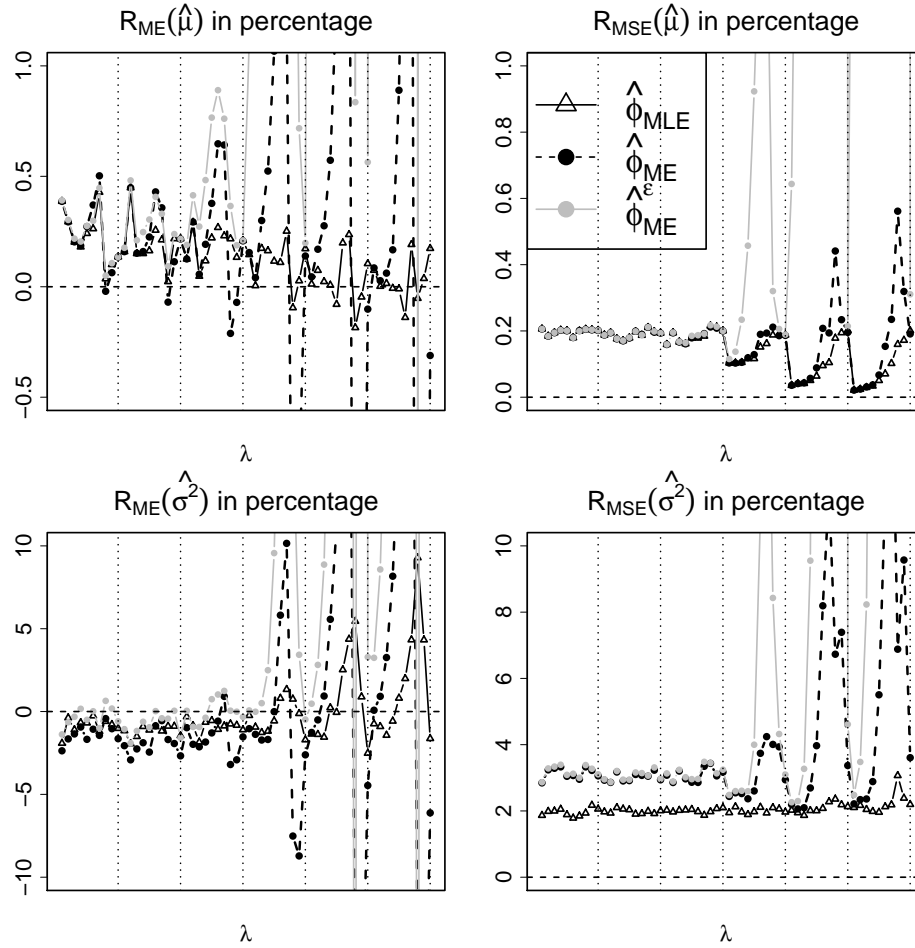 R_ME(μ̂) in percentage
1.0
0.5
0.0
−0.5
λ
R_MSE(μ̂) in percentage
1.0
0.8
0.6
0.4
0.2
0.0
ϕ̂_MLE
ϕ̂_ME
ϕ̂^ε_ME
λ
R_ME(σ̂²) in percentage
10
5
0
−5
−10
λ
R_MSE(σ̂²) in percentage
10
8
6
4
2
0
λ